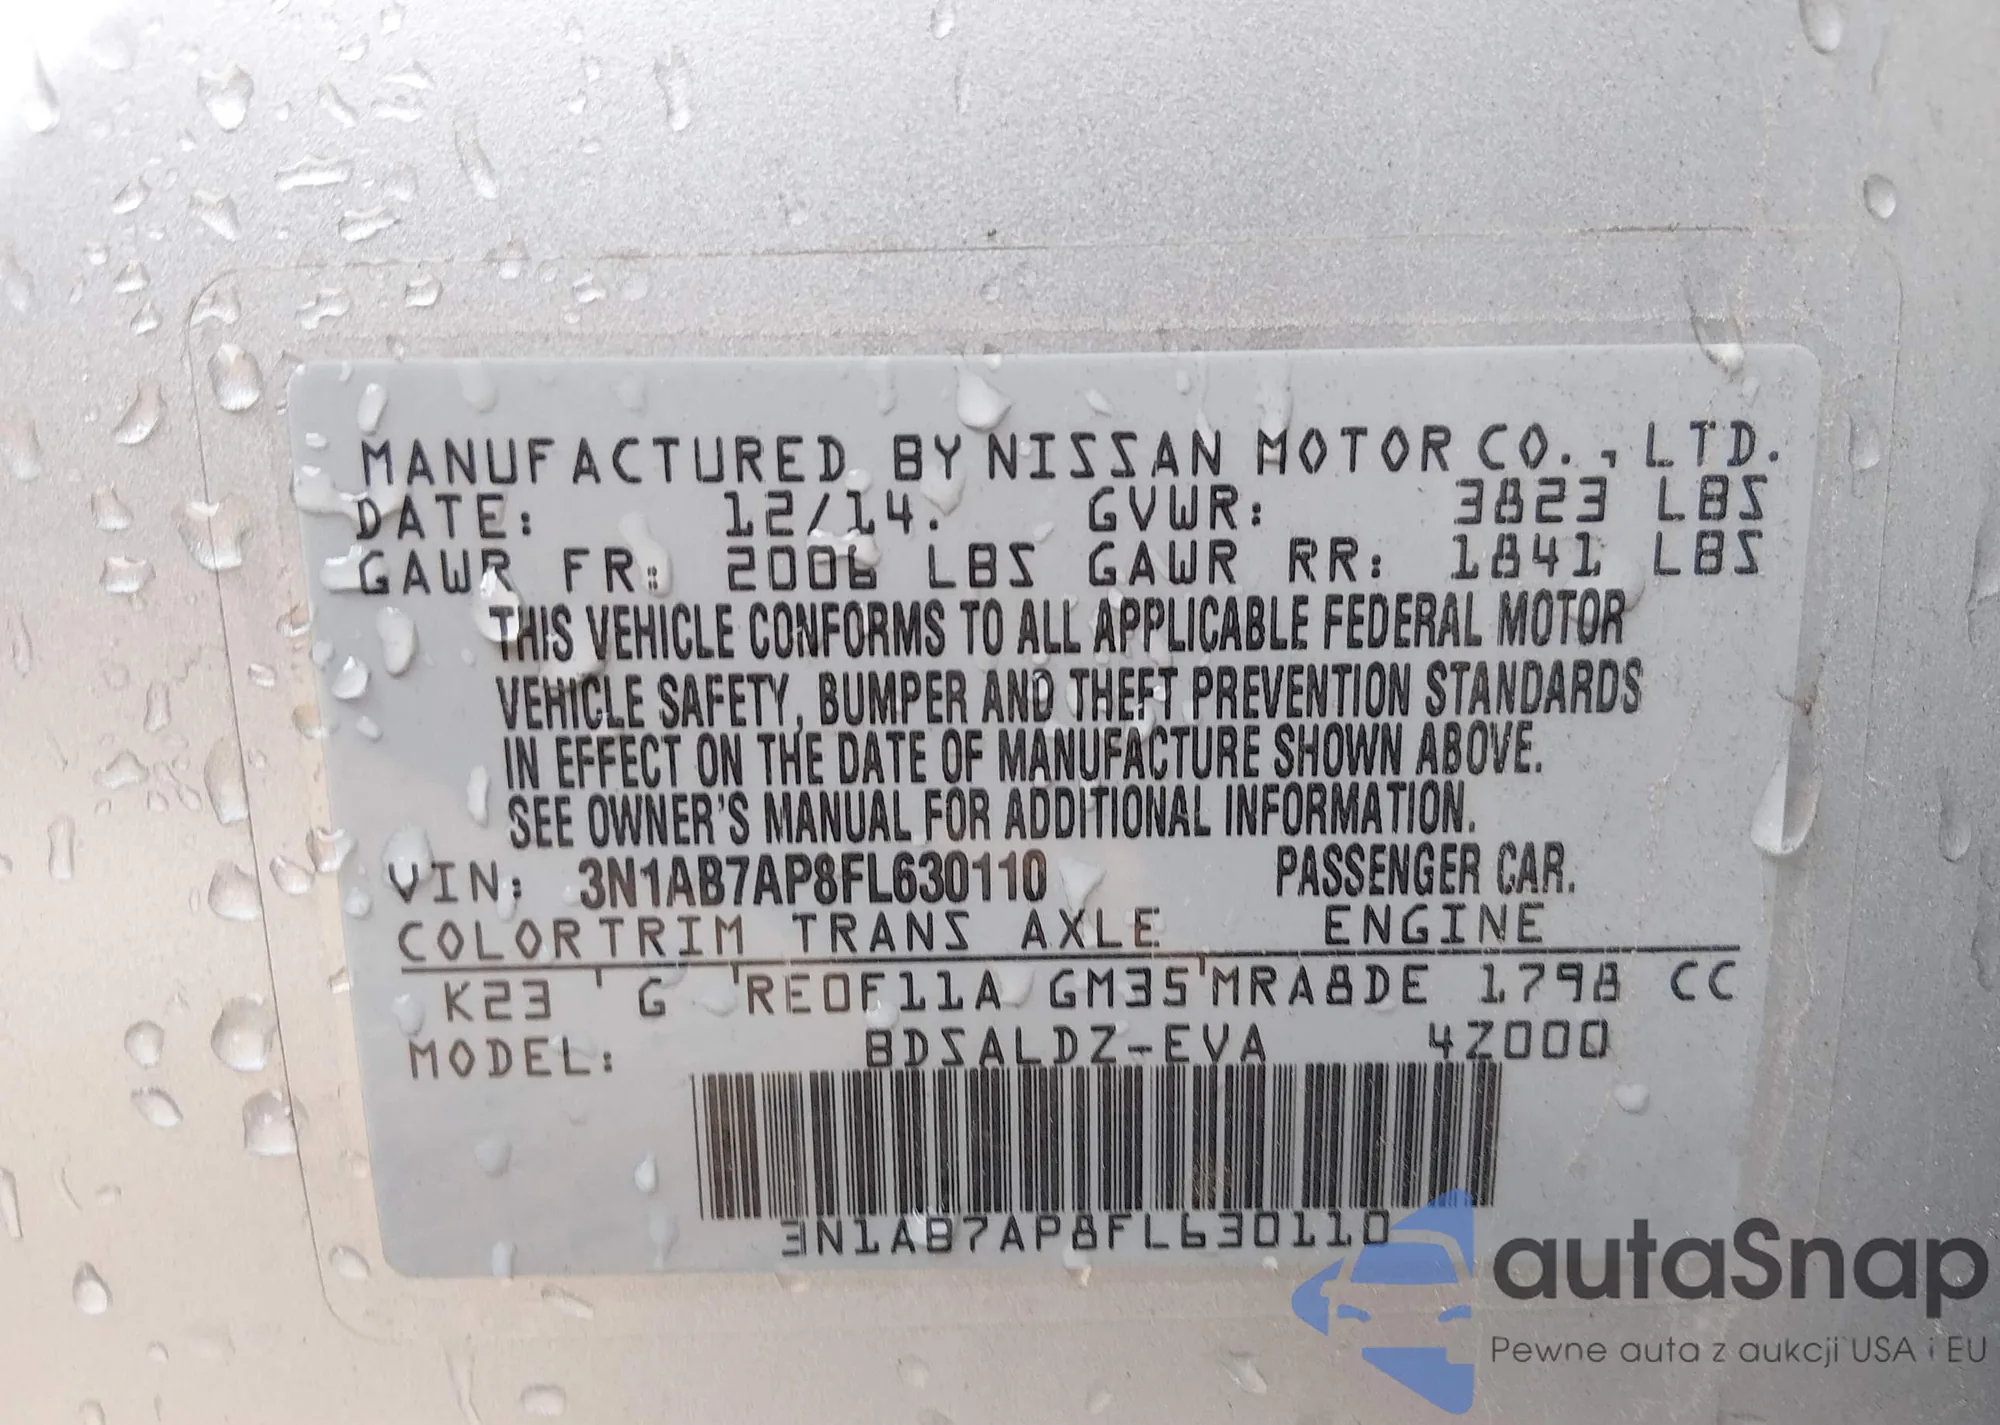 MANUFACTURED BY NISSAN MOTOR CO., LTD.
DATE: 12/14. GVWR: 3823 LBS
GAWR FR: 2006 LBS GAWR RR: 1841 LBS
THIS VEHICLE CONFORMS TO ALL APPLICABLE FEDERAL MOTOR
VEHICLE SAFETY, BUMPER AND THEFT PREVENTION STANDARDS
IN EFFECT ON THE DATE OF MANUFACTURE SHOWN ABOVE.
SEE OWNER'S MANUAL FOR ADDITIONAL INFORMATION.
VIN: 3N1AB7AP8FL630110 PASSENGER CAR.
COLOR TRIM TRANS AXLE ENGINE
K23 G RE0F11A GM35 MRA8DE 1798 CC
MODEL: BDSALDZ-EVA 4Z000
3N1AB7AP8FL630110
autaSnap
Pewne auta z aukcji USA i EU